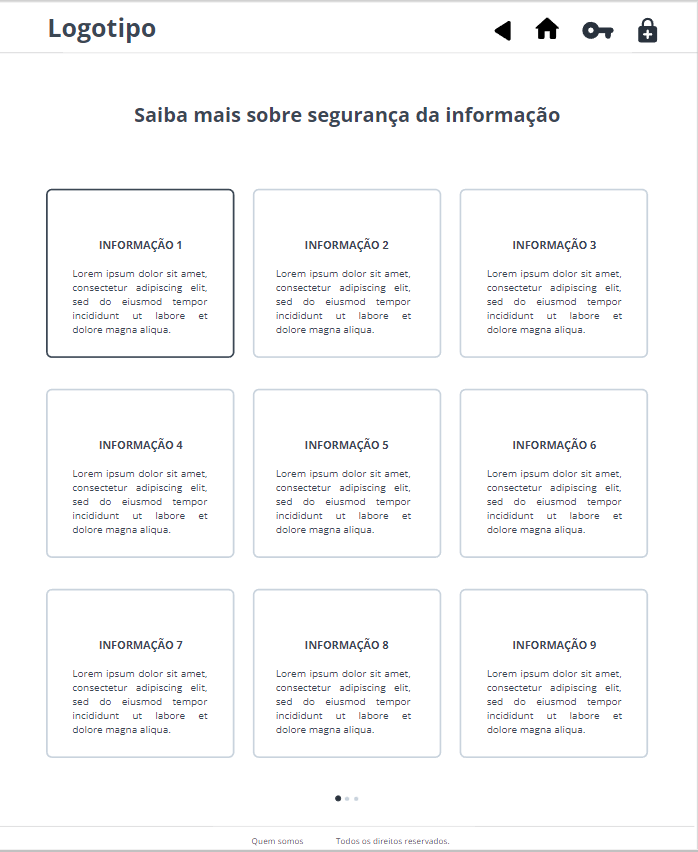 Logotipo
Saiba mais sobre segurança da informação
INFORMAÇÃO 1
Lorem ipsum dolor sit amet,
consectetur adipiscing elit,
sed do eiusmod tempor
incididunt ut labore et
dolore magna aliqua.
INFORMAÇÃO 2
Lorem ipsum dolor sit amet,
consectetur adipiscing elit,
sed do eiusmod tempor
incididunt ut labore et
dolore magna aliqua.
INFORMAÇÃO 3
Lorem ipsum dolor sit amet,
consectetur adipiscing elit,
sed do eiusmod tempor
incididunt ut labore et
dolore magna aliqua.
INFORMAÇÃO 4
Lorem ipsum dolor sit amet,
consectetur adipiscing elit,
sed do eiusmod tempor
incididunt ut labore et
dolore magna aliqua.
INFORMAÇÃO 5
Lorem ipsum dolor sit amet,
consectetur adipiscing elit,
sed do eiusmod tempor
incididunt ut labore et
dolore magna aliqua.
INFORMAÇÃO 6
Lorem ipsum dolor sit amet,
consectetur adipiscing elit,
sed do eiusmod tempor
incididunt ut labore et
dolore magna aliqua.
INFORMAÇÃO 7
Lorem ipsum dolor sit amet,
consectetur adipiscing elit,
sed do eiusmod tempor
incididunt ut labore et
dolore magna aliqua.
INFORMAÇÃO 8
Lorem ipsum dolor sit amet,
consectetur adipiscing elit,
sed do eiusmod tempor
incididunt ut labore et
dolore magna aliqua.
INFORMAÇÃO 9
Lorem ipsum dolor sit amet,
consectetur adipiscing elit,
sed do eiusmod tempor
incididunt ut labore et
dolore magna aliqua.
Quem somos Todos os direitos reservados.